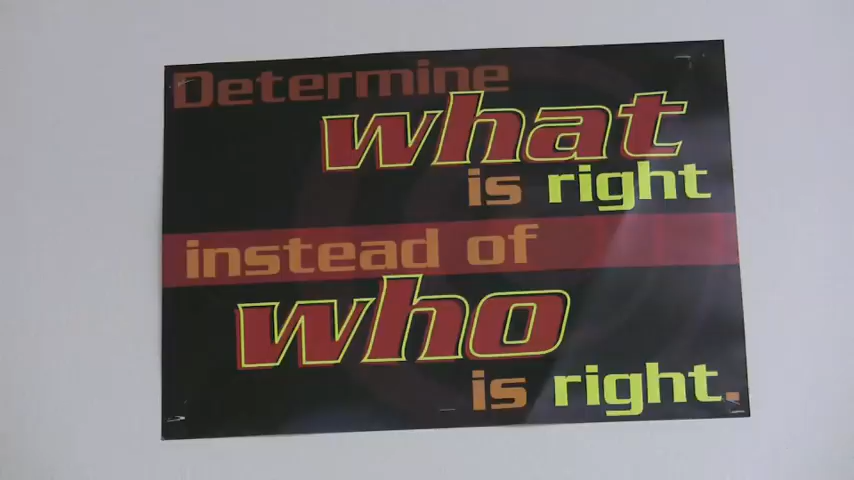 Determine
what
is right
instead of
who
is right.